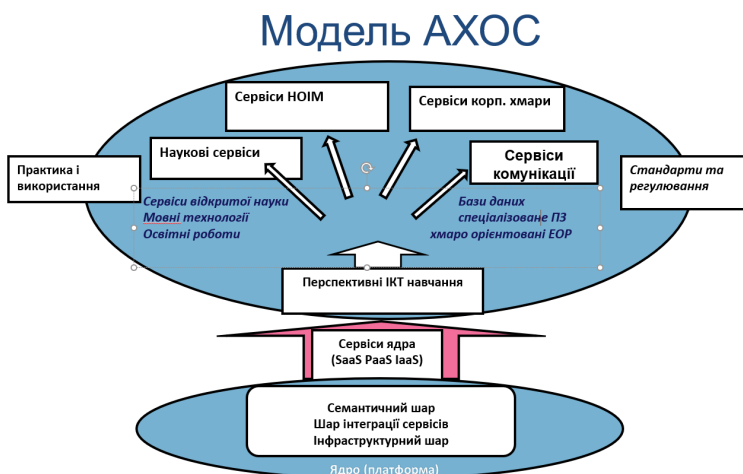 Модель АХОС
Сервіси НОІМ
Сервіси корп. хмари
Наукові сервіси
Сервіси
комунікації
Практика і
використання
Стандарти та
регулювання
Сервіси відкритої науки
Мовні технології
Освітні роботи
Бази даних
спеціалізоване ПЗ
хмаро орієнтовані ЕОР
Перспективні ІКТ навчання
Сервіси ядра
(SaaS PaaS IaaS)
Семантичний шар
Шар інтеграції сервісів
Інфраструктурний шар
Ядро (платформа)